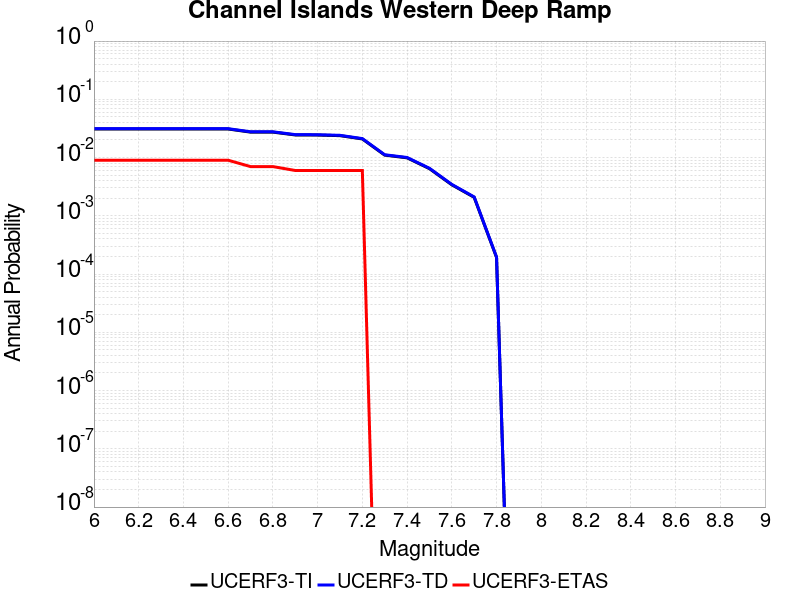 Channel Islands Western Deep Ramp
10^0
10^-1
10^-2
10^-3
10^-4
10^-5
10^-6
10^-7
10^-8
Annual Probability
6 6.2 6.4 6.6 6.8 7 7.2 7.4 7.6 7.8 8 8.2 8.4 8.6 8.8 9
Magnitude
UCERF3-TI UCERF3-TD UCERF3-ETAS